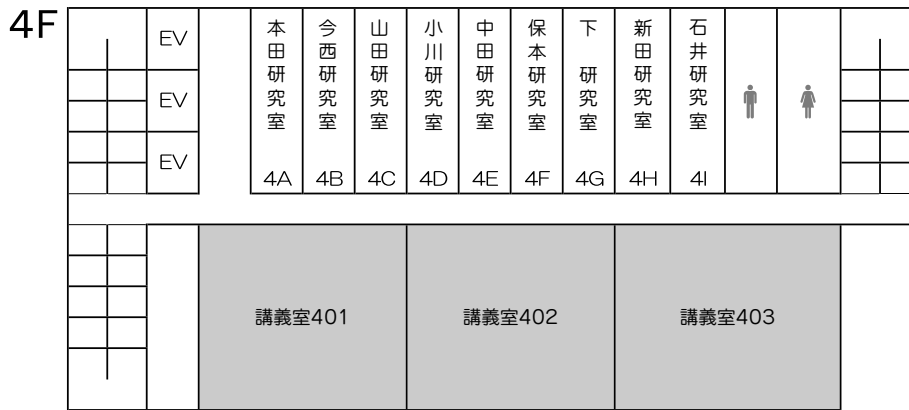 4F
EV
EV
EV
本田研究室
4A
今西研究室
4B
山田研究室
4C
小川研究室
4D
中田研究室
4E
保本研究室
4F
下 研究室
4G
新田研究室
4H
石井研究室
4I
講義室401
講義室402
講義室403